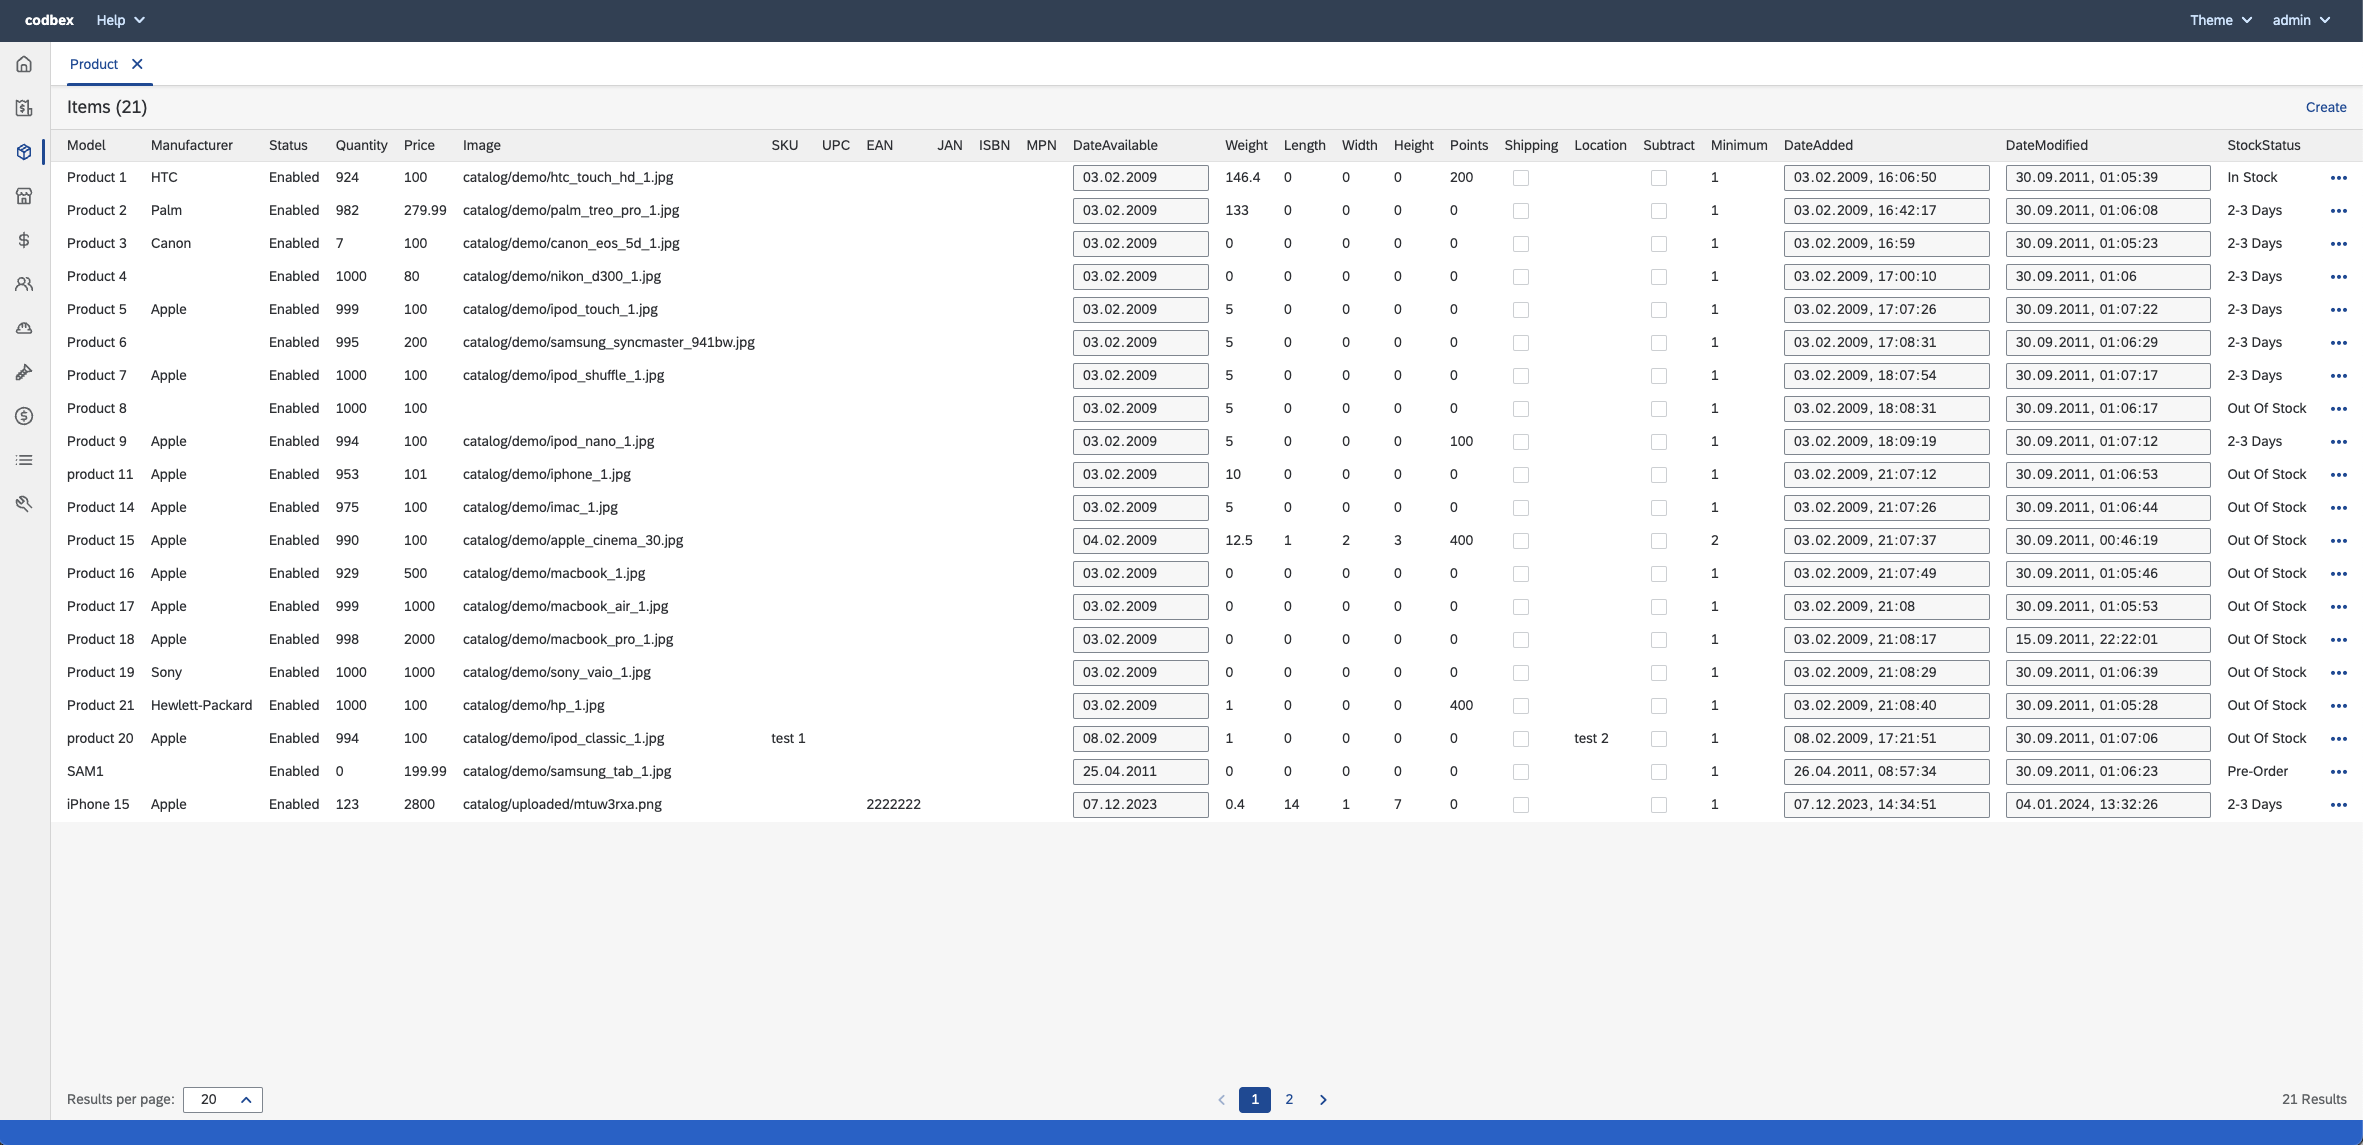 codbex Help Theme admin
Product
Items (21) Create
Model Manufacturer Status Quantity Price Image SKU UPC EAN JAN ISBN MPN DateAvailable Weight Length Width Height Points Shipping Location Subtract Minimum DateAdded DateModified StockStatus
Product 1 HTC Enabled 924 100 catalog/demo/htc_touch_hd_1.jpg 03.02.2009 146.4 0 0 0 200 1 03.02.2009, 16:06:50 30.09.2011, 01:05:39 In Stock
Product 2 Palm Enabled 982 279.99 catalog/demo/palm_treo_pro_1.jpg 03.02.2009 133 0 0 0 0 1 03.02.2009, 16:42:17 30.09.2011, 01:06:08 2-3 Days
Product 3 Canon Enabled 7 100 catalog/demo/canon_eos_5d_1.jpg 03.02.2009 0 0 0 0 0 1 03.02.2009, 16:59 30.09.2011, 01:05:23 2-3 Days
Product 4 Enabled 1000 80 catalog/demo/nikon_d300_1.jpg 03.02.2009 0 0 0 0 0 1 03.02.2009, 17:00:10 30.09.2011, 01:06 2-3 Days
Product 5 Apple Enabled 999 100 catalog/demo/ipod_touch_1.jpg 03.02.2009 5 0 0 0 0 1 03.02.2009, 17:07:26 30.09.2011, 01:07:22 2-3 Days
Product 6 Enabled 995 200 catalog/demo/samsung_syncmaster_941bw.jpg 03.02.2009 5 0 0 0 0 1 03.02.2009, 17:08:31 30.09.2011, 01:06:29 2-3 Days
Product 7 Apple Enabled 1000 100 catalog/demo/ipod_shuffle_1.jpg 03.02.2009 5 0 0 0 0 1 03.02.2009, 18:07:54 30.09.2011, 01:07:17 2-3 Days
Product 8 Enabled 1000 100 03.02.2009 5 0 0 0 0 1 03.02.2009, 18:08:31 30.09.2011, 01:06:17 Out Of Stock
Product 9 Apple Enabled 994 100 catalog/demo/ipod_nano_1.jpg 03.02.2009 5 0 0 0 100 1 03.02.2009, 18:09:19 30.09.2011, 01:07:12 2-3 Days
product 11 Apple Enabled 953 101 catalog/demo/iphone_1.jpg 03.02.2009 10 0 0 0 0 1 03.02.2009, 21:07:12 30.09.2011, 01:06:53 Out Of Stock
Product 14 Apple Enabled 975 100 catalog/demo/imac_1.jpg 03.02.2009 5 0 0 0 0 1 03.02.2009, 21:07:26 30.09.2011, 01:06:44 Out Of Stock
Product 15 Apple Enabled 990 100 catalog/demo/apple_cinema_30.jpg 04.02.2009 12.5 1 2 3 400 2 03.02.2009, 21:07:37 30.09.2011, 00:46:19 Out Of Stock
Product 16 Apple Enabled 929 500 catalog/demo/macbook_1.jpg 03.02.2009 0 0 0 0 0 1 03.02.2009, 21:07:49 30.09.2011, 01:05:46 Out Of Stock
Product 17 Apple Enabled 999 1000 catalog/demo/macbook_air_1.jpg 03.02.2009 0 0 0 0 0 1 03.02.2009, 21:08 30.09.2011, 01:05:53 Out Of Stock
Product 18 Apple Enabled 998 2000 catalog/demo/macbook_pro_1.jpg 03.02.2009 0 0 0 0 0 1 03.02.2009, 21:08:17 15.09.2011, 22:22:01 Out Of Stock
Product 19 Sony Enabled 1000 1000 catalog/demo/sony_vaio_1.jpg 03.02.2009 0 0 0 0 0 1 03.02.2009, 21:08:29 30.09.2011, 01:06:39 Out Of Stock
Product 21 Hewlett-Packard Enabled 1000 100 catalog/demo/hp_1.jpg 03.02.2009 1 0 0 0 400 1 03.02.2009, 21:08:40 30.09.2011, 01:05:28 Out Of Stock
product 20 Apple Enabled 994 100 catalog/demo/ipod_classic_1.jpg test 1 08.02.2009 1 0 0 0 0 test 2 1 08.02.2009, 17:21:51 30.09.2011, 01:07:06 Out Of Stock
SAM1 Enabled 0 199.99 catalog/demo/samsung_tab_1.jpg 25.04.2011 0 0 0 0 0 1 26.04.2011, 08:57:34 30.09.2011, 01:06:23 Pre-Order
iPhone 15 Apple Enabled 123 2800 catalog/uploaded/mtuw3rxa.png 2222222 07.12.2023 0.4 14 1 7 0 1 07.12.2023, 14:34:51 04.01.2024, 13:32:26 2-3 Days
Results per page: 20 1 2 21 Results